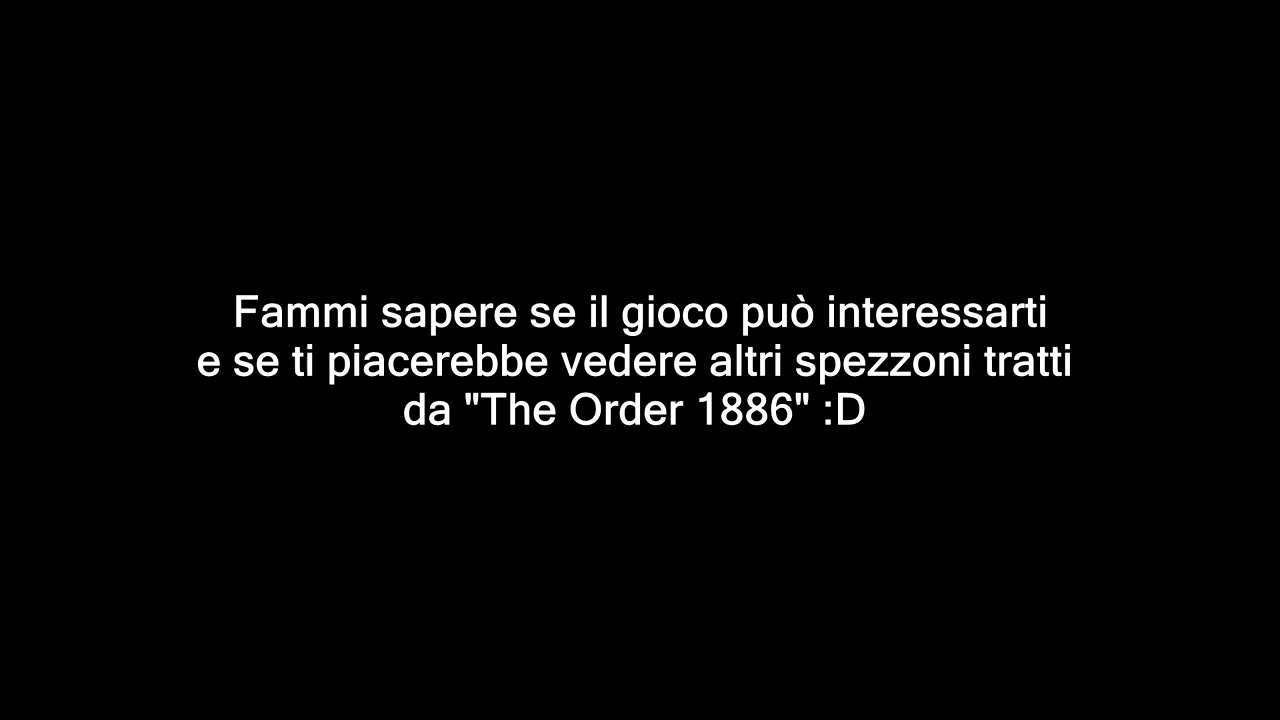 Fammi sapere se il gioco può interessarti
e se ti piacerebbe vedere altri spezzoni tratti
da "The Order 1886" :D